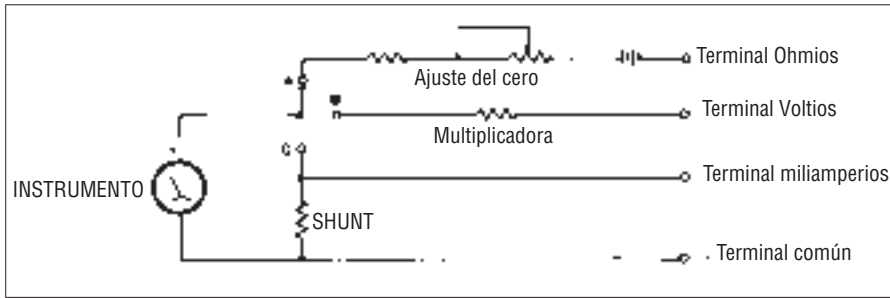 Terminal Ohmios
Ajuste del cero
Terminal Voltios
Multiplicadora
C
Terminal miliamperios
INSTRUMENTO
SHUNT
Terminal común